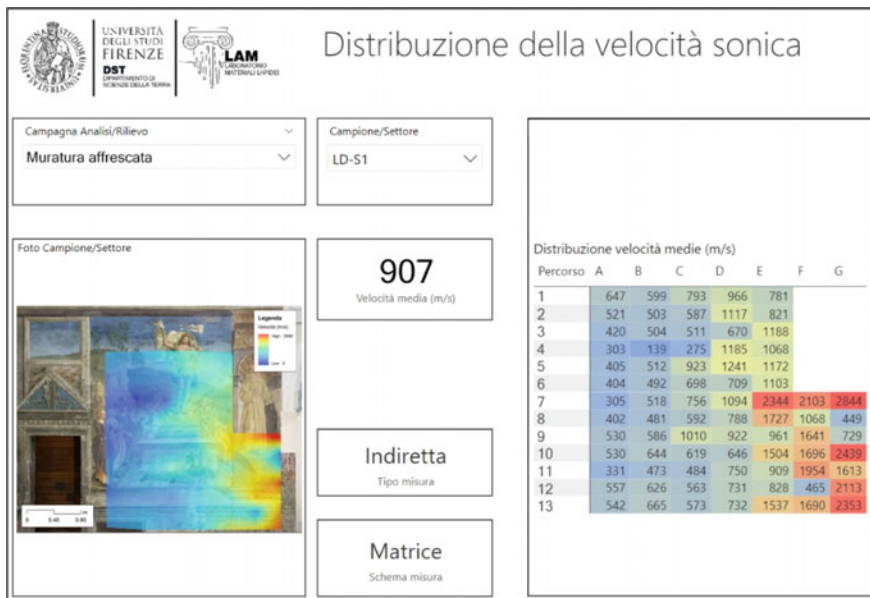 UNIVERSITÀ
DEGLI STUDI
FIRENZE
DST
DIPARTIMENTO DI
SCIENZE DELLA TERRA
LAM
LABORATORIO
MATERIALI LAPIDEI
Distribuzione della velocità sonica
Campagna Analisi/Rilievo
Muratura affrescata
Campione/Settore
LD-S1
Foto Campione/Settore
Legenda
Low : 0
0 0.40 0.80
907
Velocità media (m/s)
Indiretta
Tipo misura
Matrice
Schema misura
Distribuzione velocità medie (m/s)
Percorso A B C D E F G
1 647 599 793 966 781
2 521 503 587 1117 821
3 420 504 511 670 1188
4 303 139 275 1185 1068
5 405 512 923 1241 1172
6 404 492 698 709 1103
7 305 518 756 1094 2344 2103 2844
8 402 481 592 788 1727 1068 449
9 530 586 1010 922 961 1641 729
10 530 644 619 646 1504 1696 2439
11 331 473 484 750 909 1954 1613
12 557 626 563 731 828 465 2113
13 542 665 573 732 1537 1690 2353